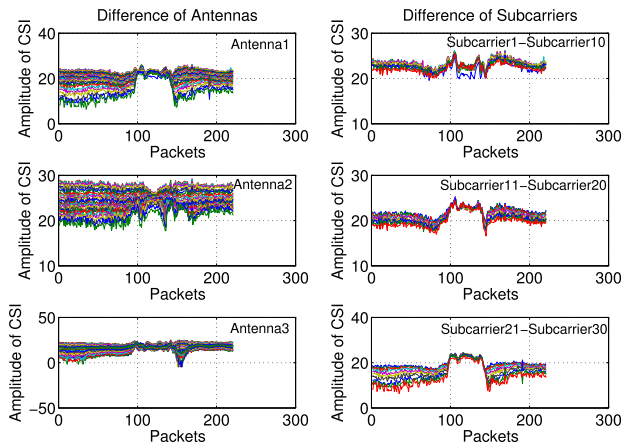 Difference of Antennas
Amplitude of CSI
40
20
0
Antenna1
0 100 200 300
Packets
Difference of Subcarriers
Amplitude of CSI
30
20
10
Subcarrier1−Subcarrier10
0 100 200 300
Packets
Amplitude of CSI
30
20
10
Antenna2
0 100 200 300
Packets
Amplitude of CSI
30
20
10
Subcarrier11−Subcarrier20
0 100 200 300
Packets
Amplitude of CSI
50
0
−50
Antenna3
0 100 200 300
Packets
Amplitude of CSI
40
20
0
Subcarrier21−Subcarrier30
0 100 200 300
Packets